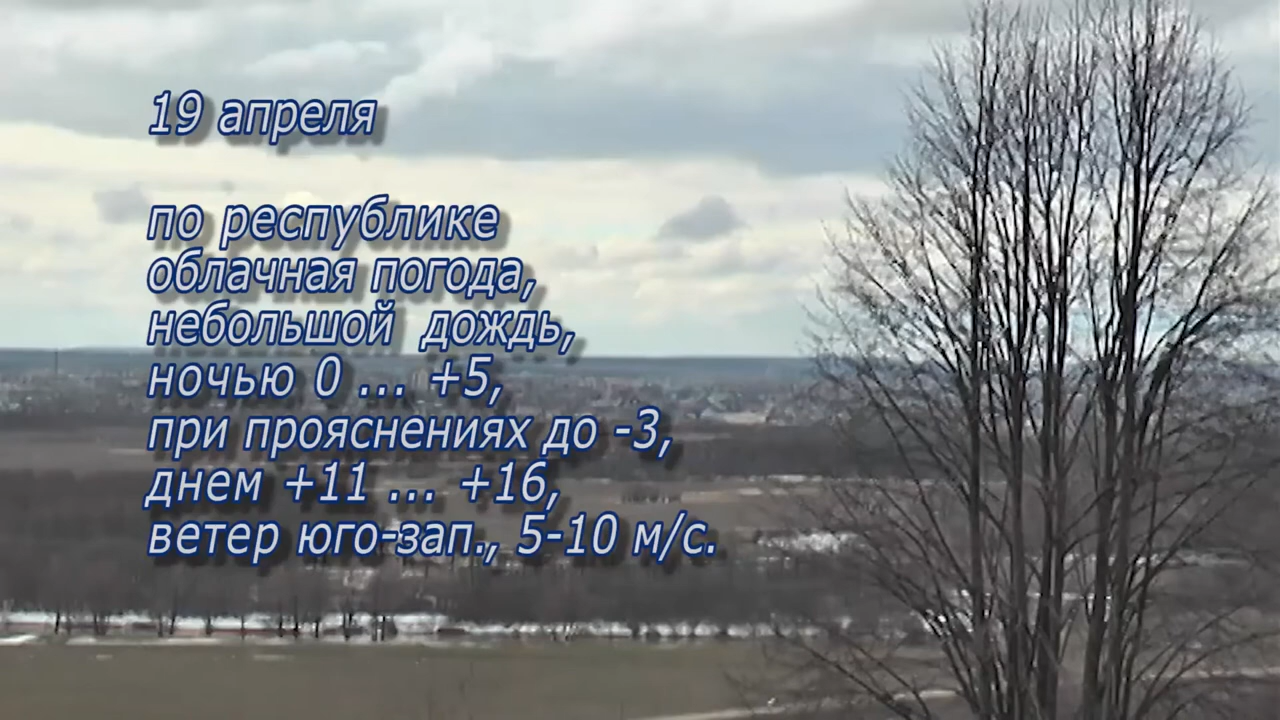 19 апреля
по республике
облачная погода,
небольшой дождь,
ночью 0 ... +5,
при прояснениях до -3,
днем +11 ... +16,
ветер юго-зап., 5-10 м/с.